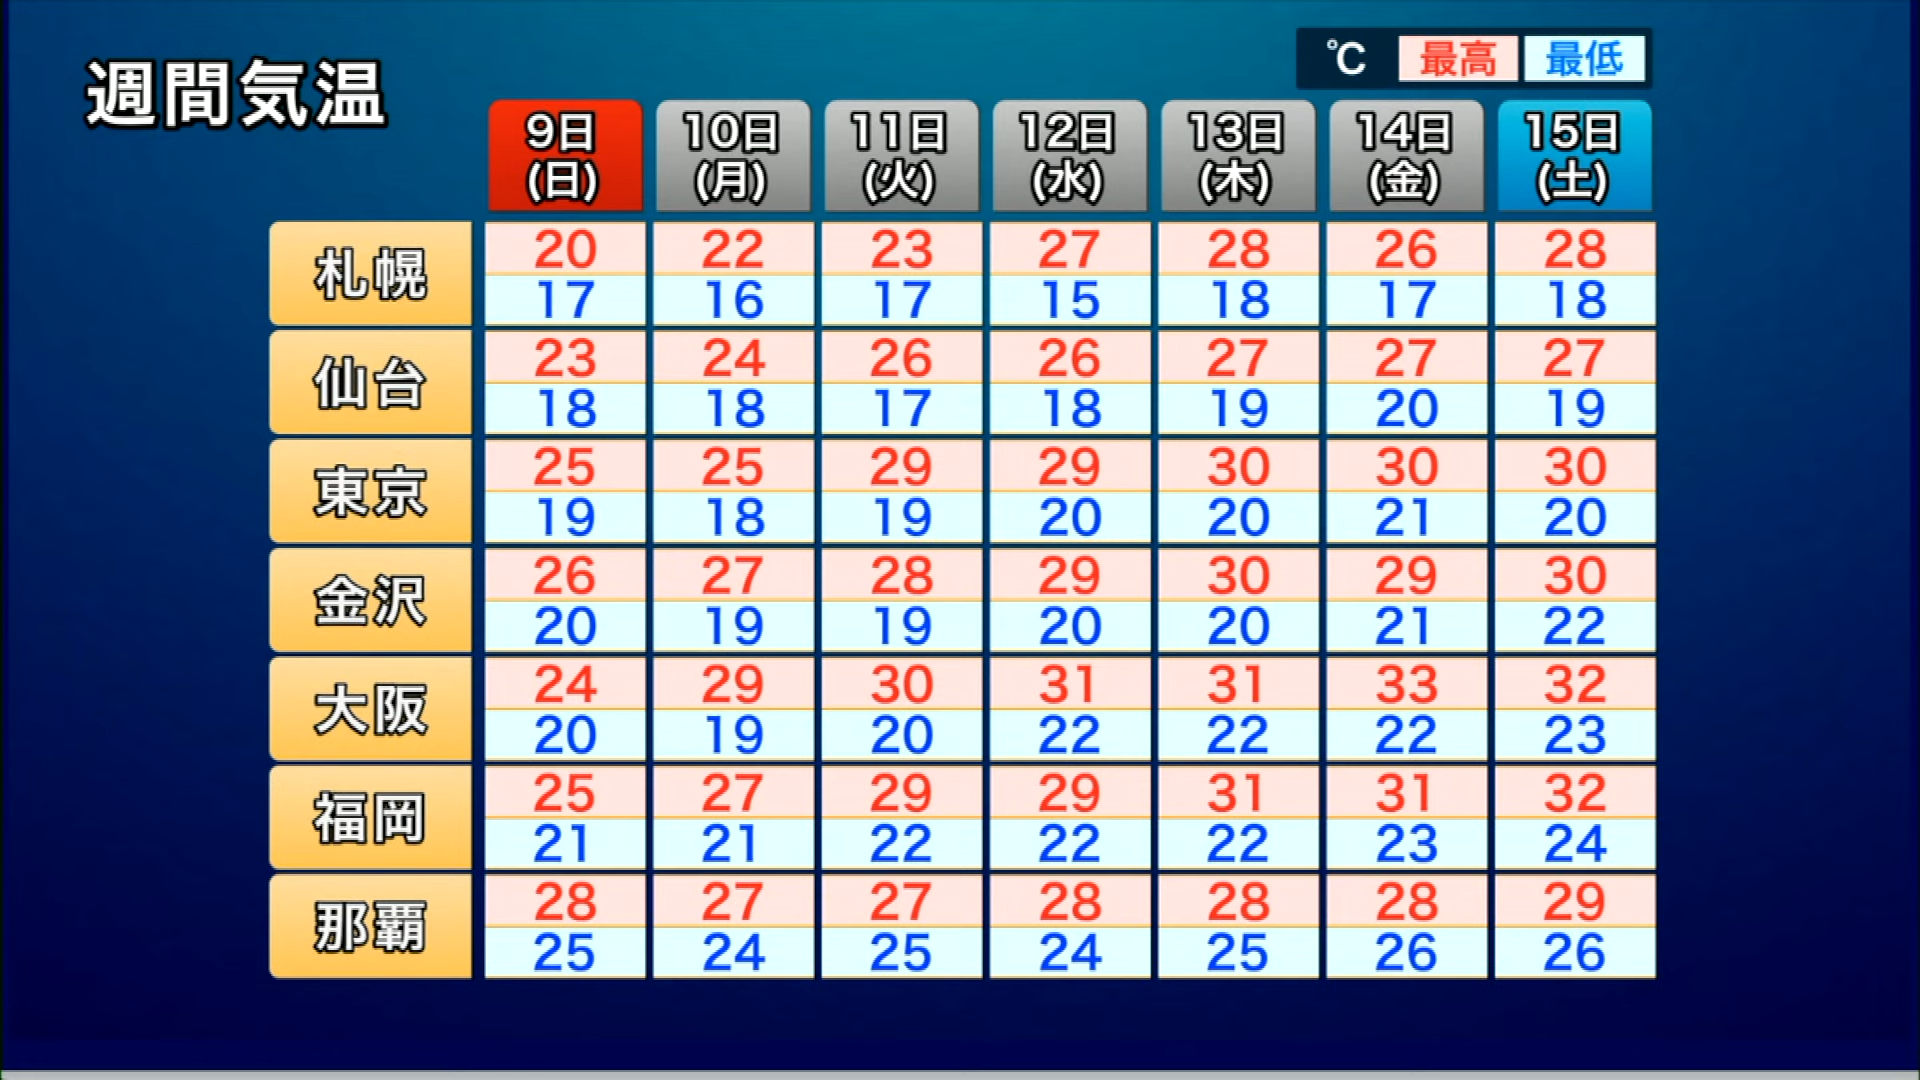 週間気温
℃ 最高 最低
9日 10日 11日 12日 13日 14日 15日
(日) (月) (火) (水) (木) (金) (土)
札幌 20 22 23 27 28 26 28
17 16 17 15 18 17 18
仙台 23 24 26 26 27 27 27
18 18 17 18 19 20 19
東京 25 25 29 29 30 30 30
19 18 19 20 20 21 20
金沢 26 27 28 29 30 29 30
20 19 19 20 20 21 22
大阪 24 29 30 31 31 33 32
20 19 20 22 22 22 23
福岡 25 27 29 29 31 31 32
21 21 22 22 22 23 24
那覇 28 27 27 28 28 28 29
25 24 25 24 25 26 26